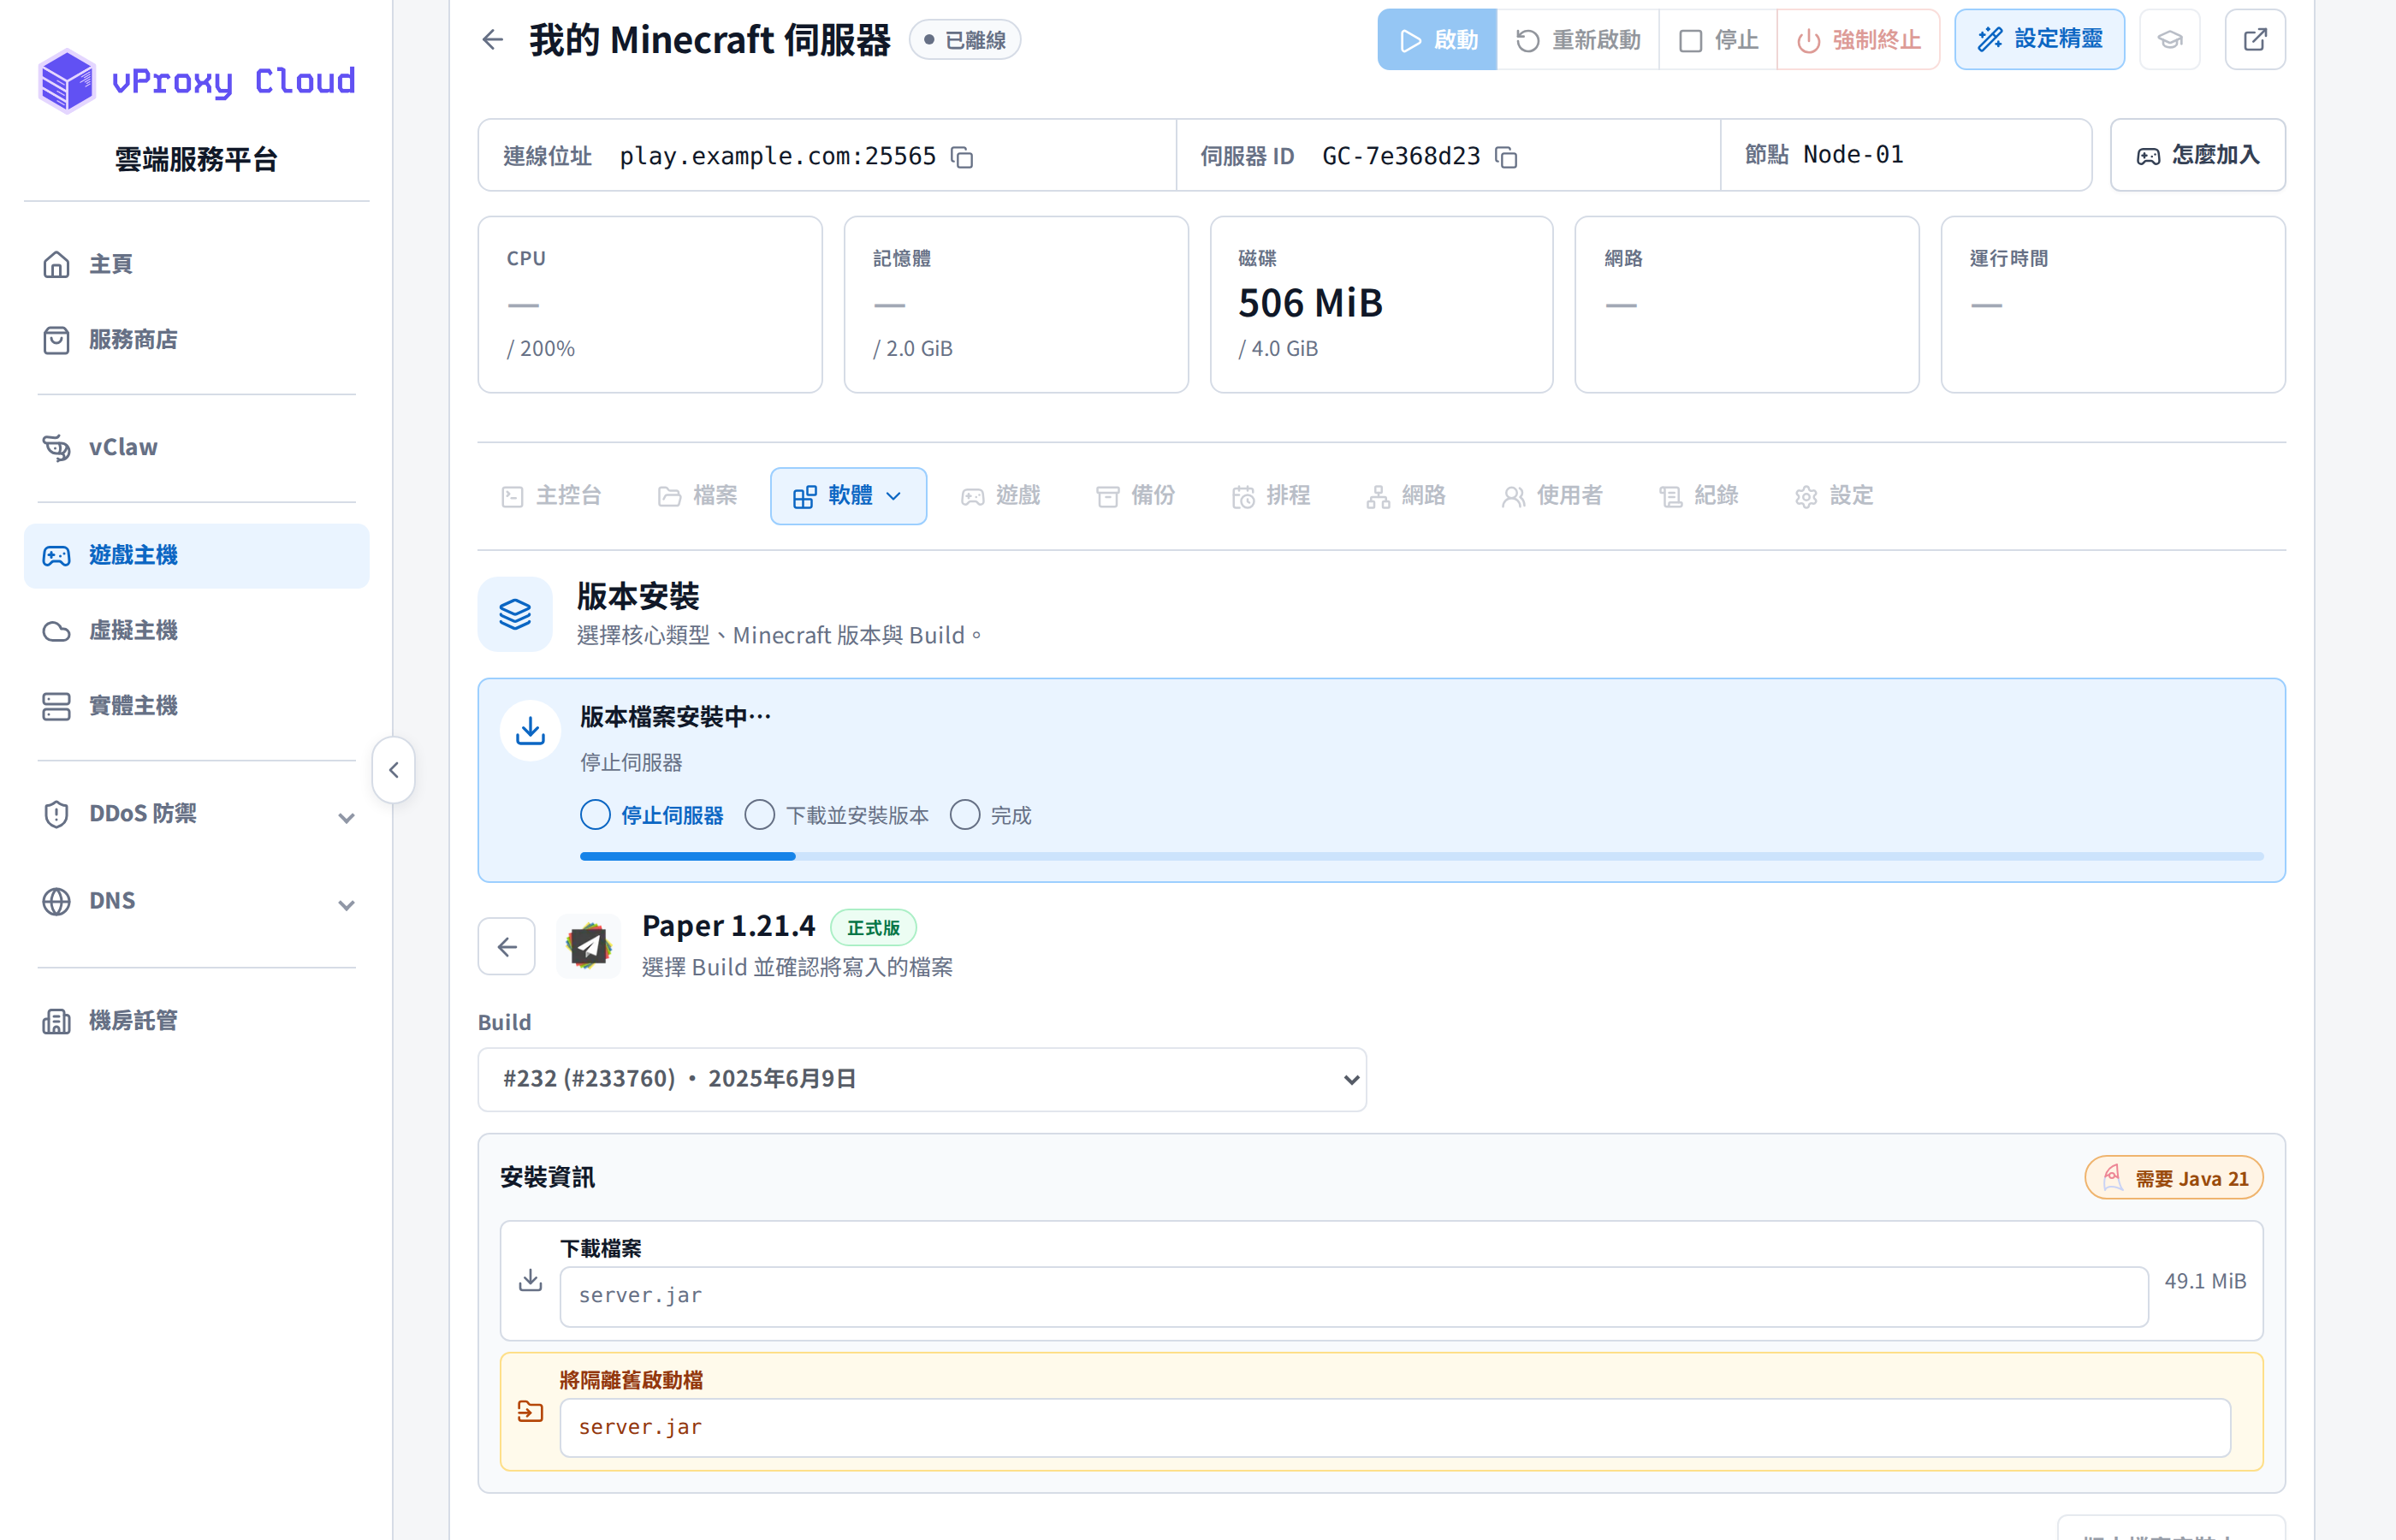 vProxy Cloud
雲端服務平台
主頁
服務商店
vClaw
遊戲主機
虛擬主機
實體主機
DDoS 防禦
DNS
機房託管
我的 Minecraft 伺服器
已離線
啟動
重新啟動
停止
強制終止
設定精靈
連線位址 play.example.com:25565
伺服器 ID GC-7e368d23
節點 Node-01
怎麼加入
CPU
—
/ 200%
記憶體
—
/ 2.0 GiB
磁碟
506 MiB
/ 4.0 GiB
網路
—
運行時間
—
主控台
檔案
軟體
遊戲
備份
排程
網路
使用者
紀錄
設定
版本安裝
選擇核心類型、Minecraft 版本與 Build。
版本檔案安裝中…
停止伺服器
停止伺服器
下載並安裝版本
完成
Paper 1.21.4
正式版
選擇 Build 並確認將寫入的檔案
Build
#232 (#233760) • 2025年6月9日
安裝資訊
需要 Java 21
下載檔案
server.jar
49.1 MiB
將隔離舊啟動檔
server.jar